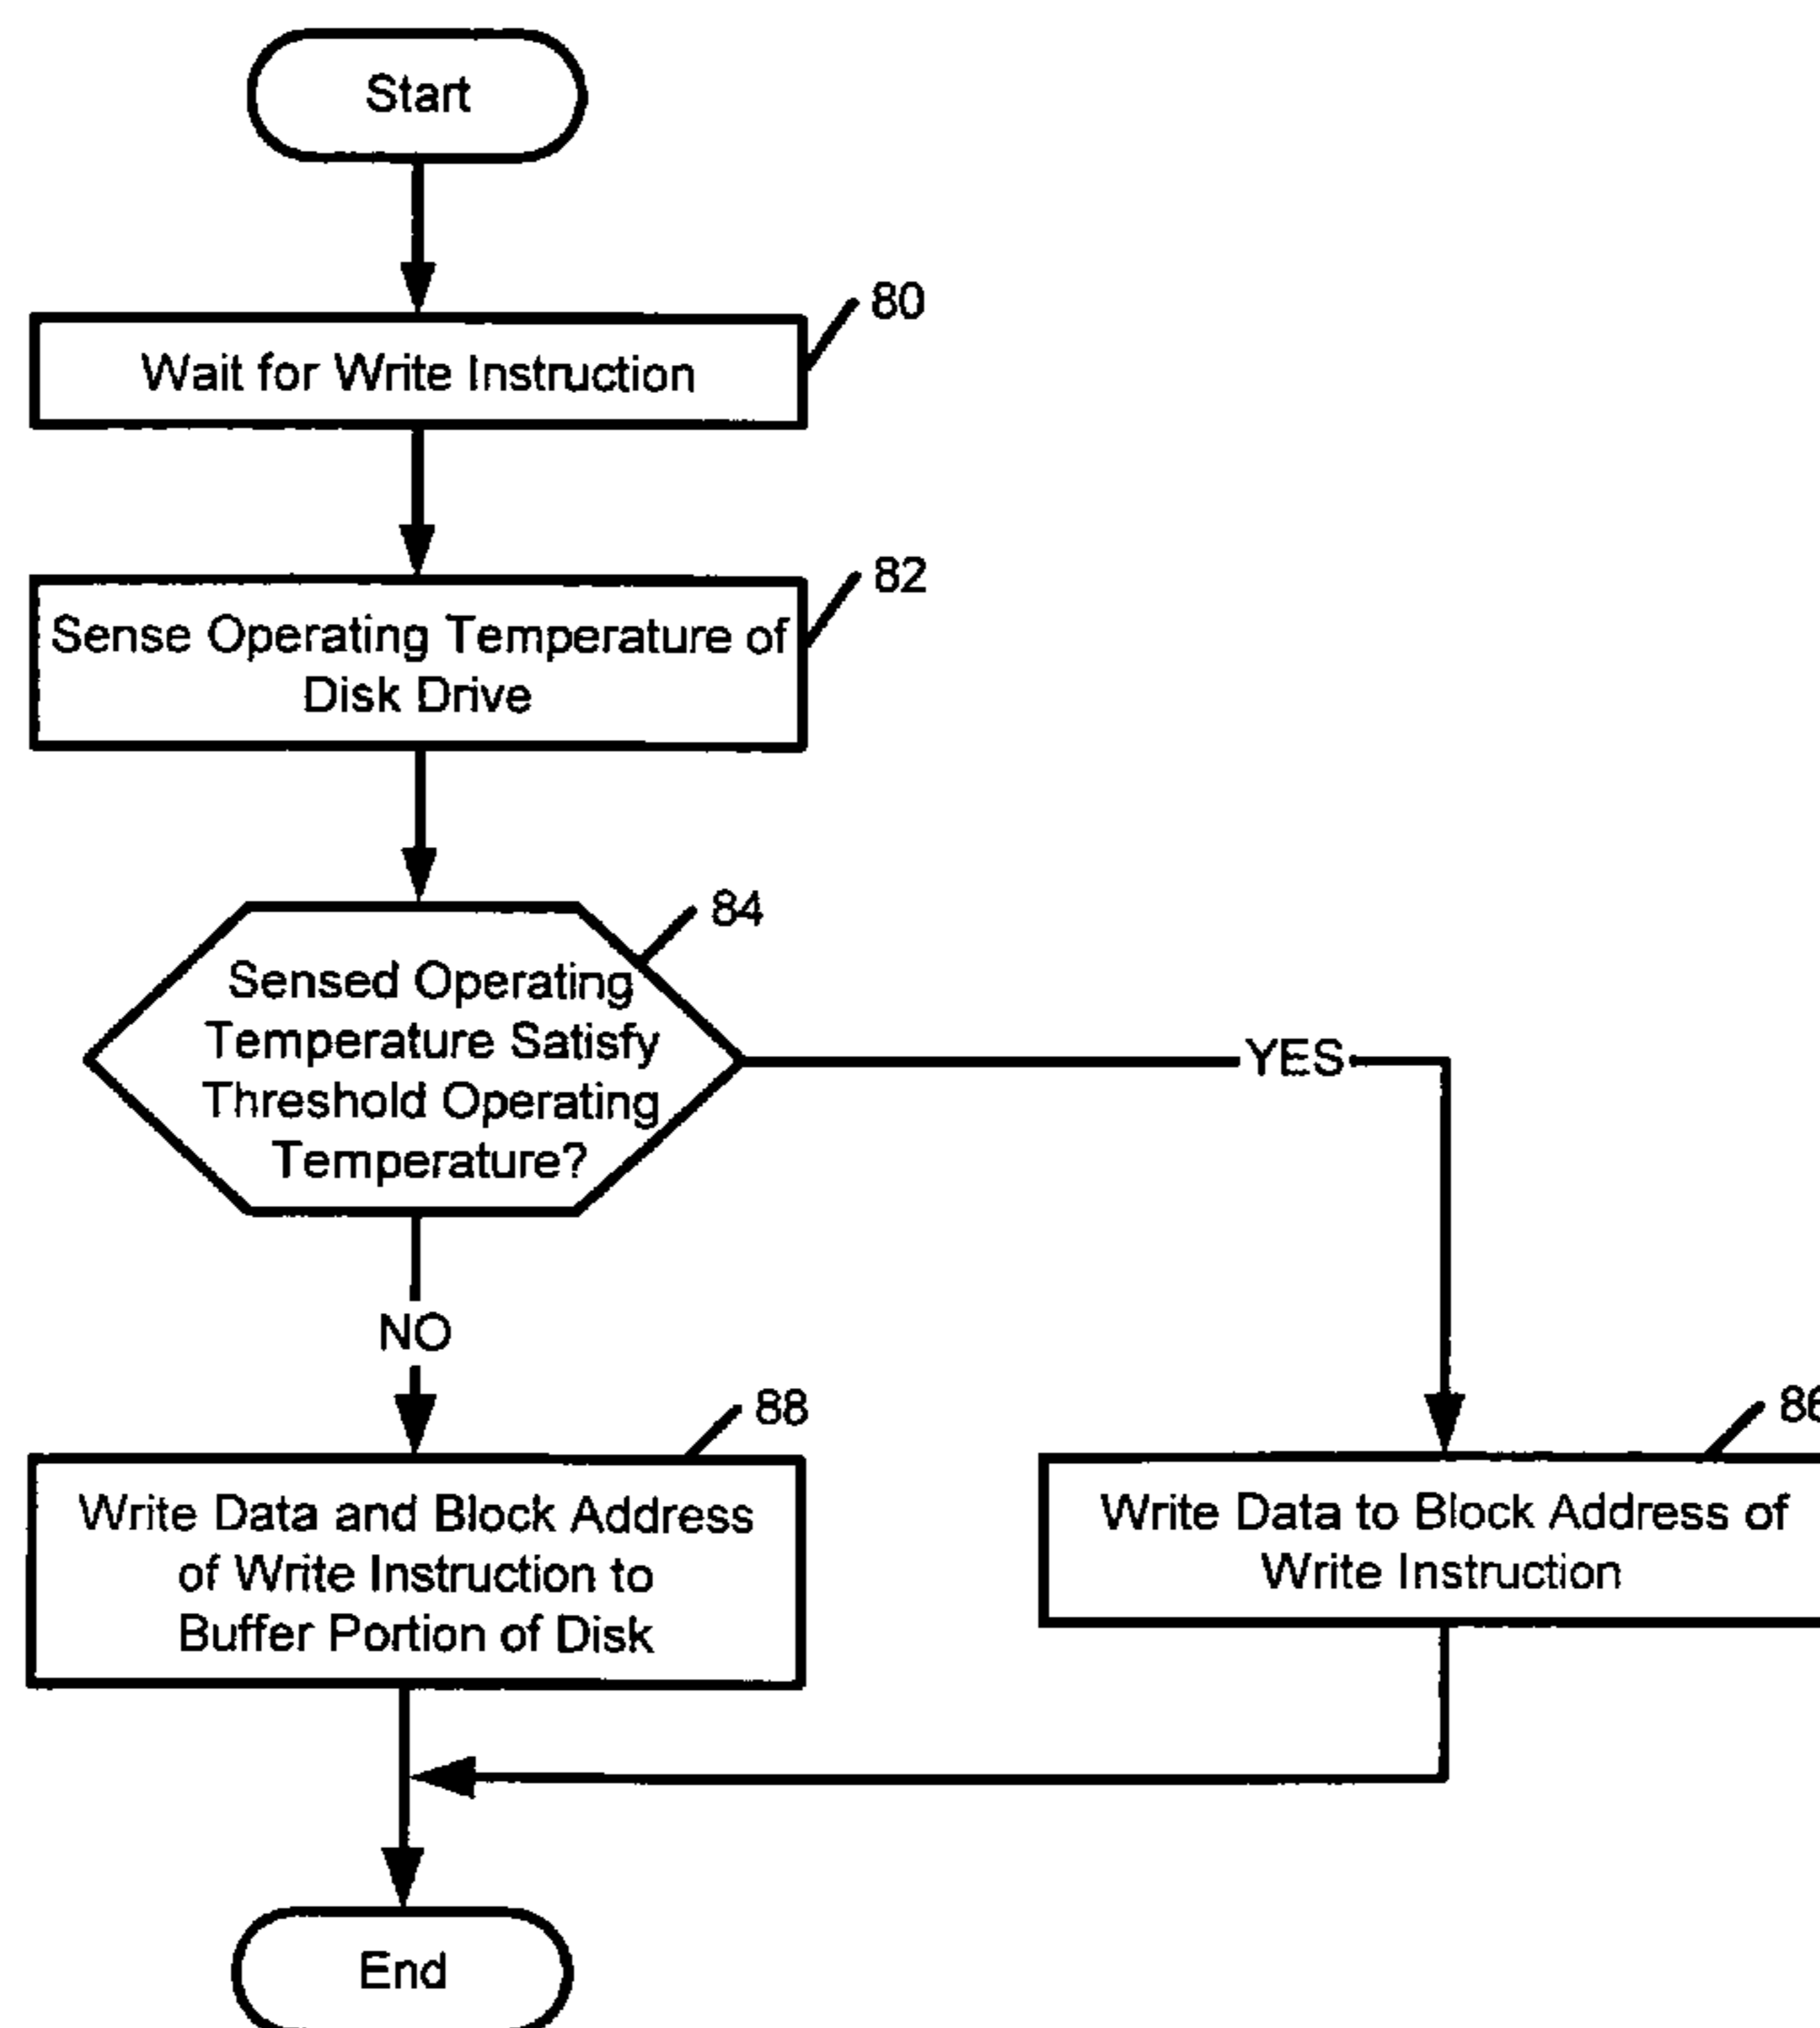 Start
80
Wait for Write Instruction
82
Sense Operating Temperature of
Disk Drive
84
Sensed Operating
Temperature Satisfy
Threshold Operating
Temperature?
YES
NO
88
Write Data and Block Address
of Write Instruction to
Buffer Portion of Disk
86
Write Data to Block Address of
Write Instruction
End